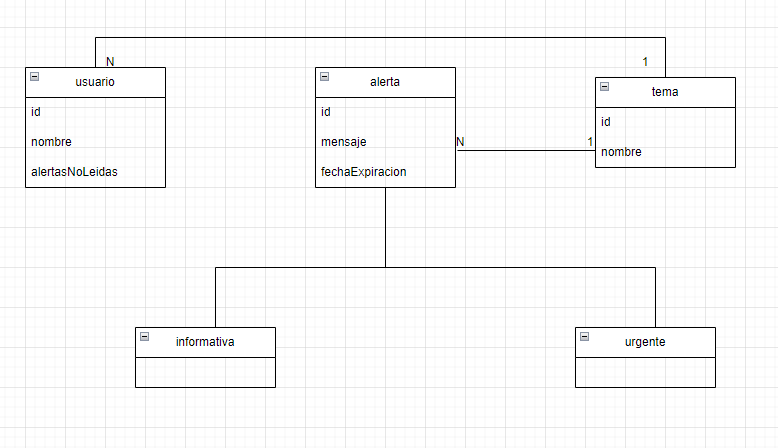 N
1
usuario
id
nombre
alertasNoLeidas
alerta
id
mensaje
fechaExpiracion
N
1
tema
id
nombre
informativa
urgente